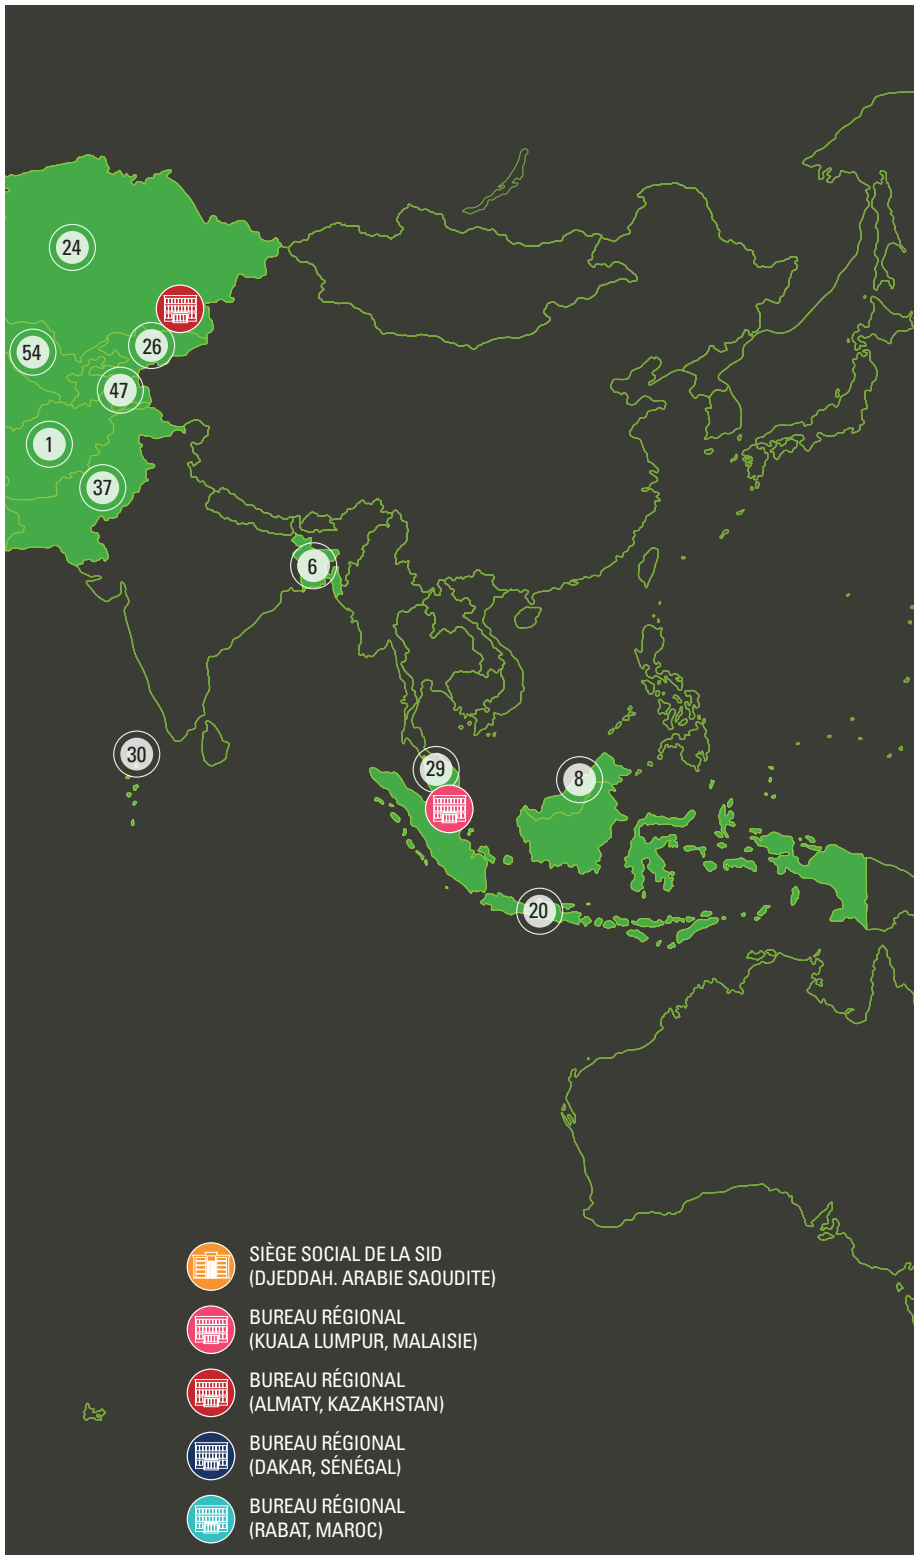 24
54
26
47
1
37
6
30
29
8
20
SIÈGE SOCIAL DE LA SID
(DJEDDAH. ARABIE SAOUDITE)
BUREAU RÉGIONAL
(KUALA LUMPUR, MALAISIE)
BUREAU RÉGIONAL
(ALMATY, KAZAKHSTAN)
BUREAU RÉGIONAL
(DAKAR, SÉNÉGAL)
BUREAU RÉGIONAL
(RABAT, MAROC)